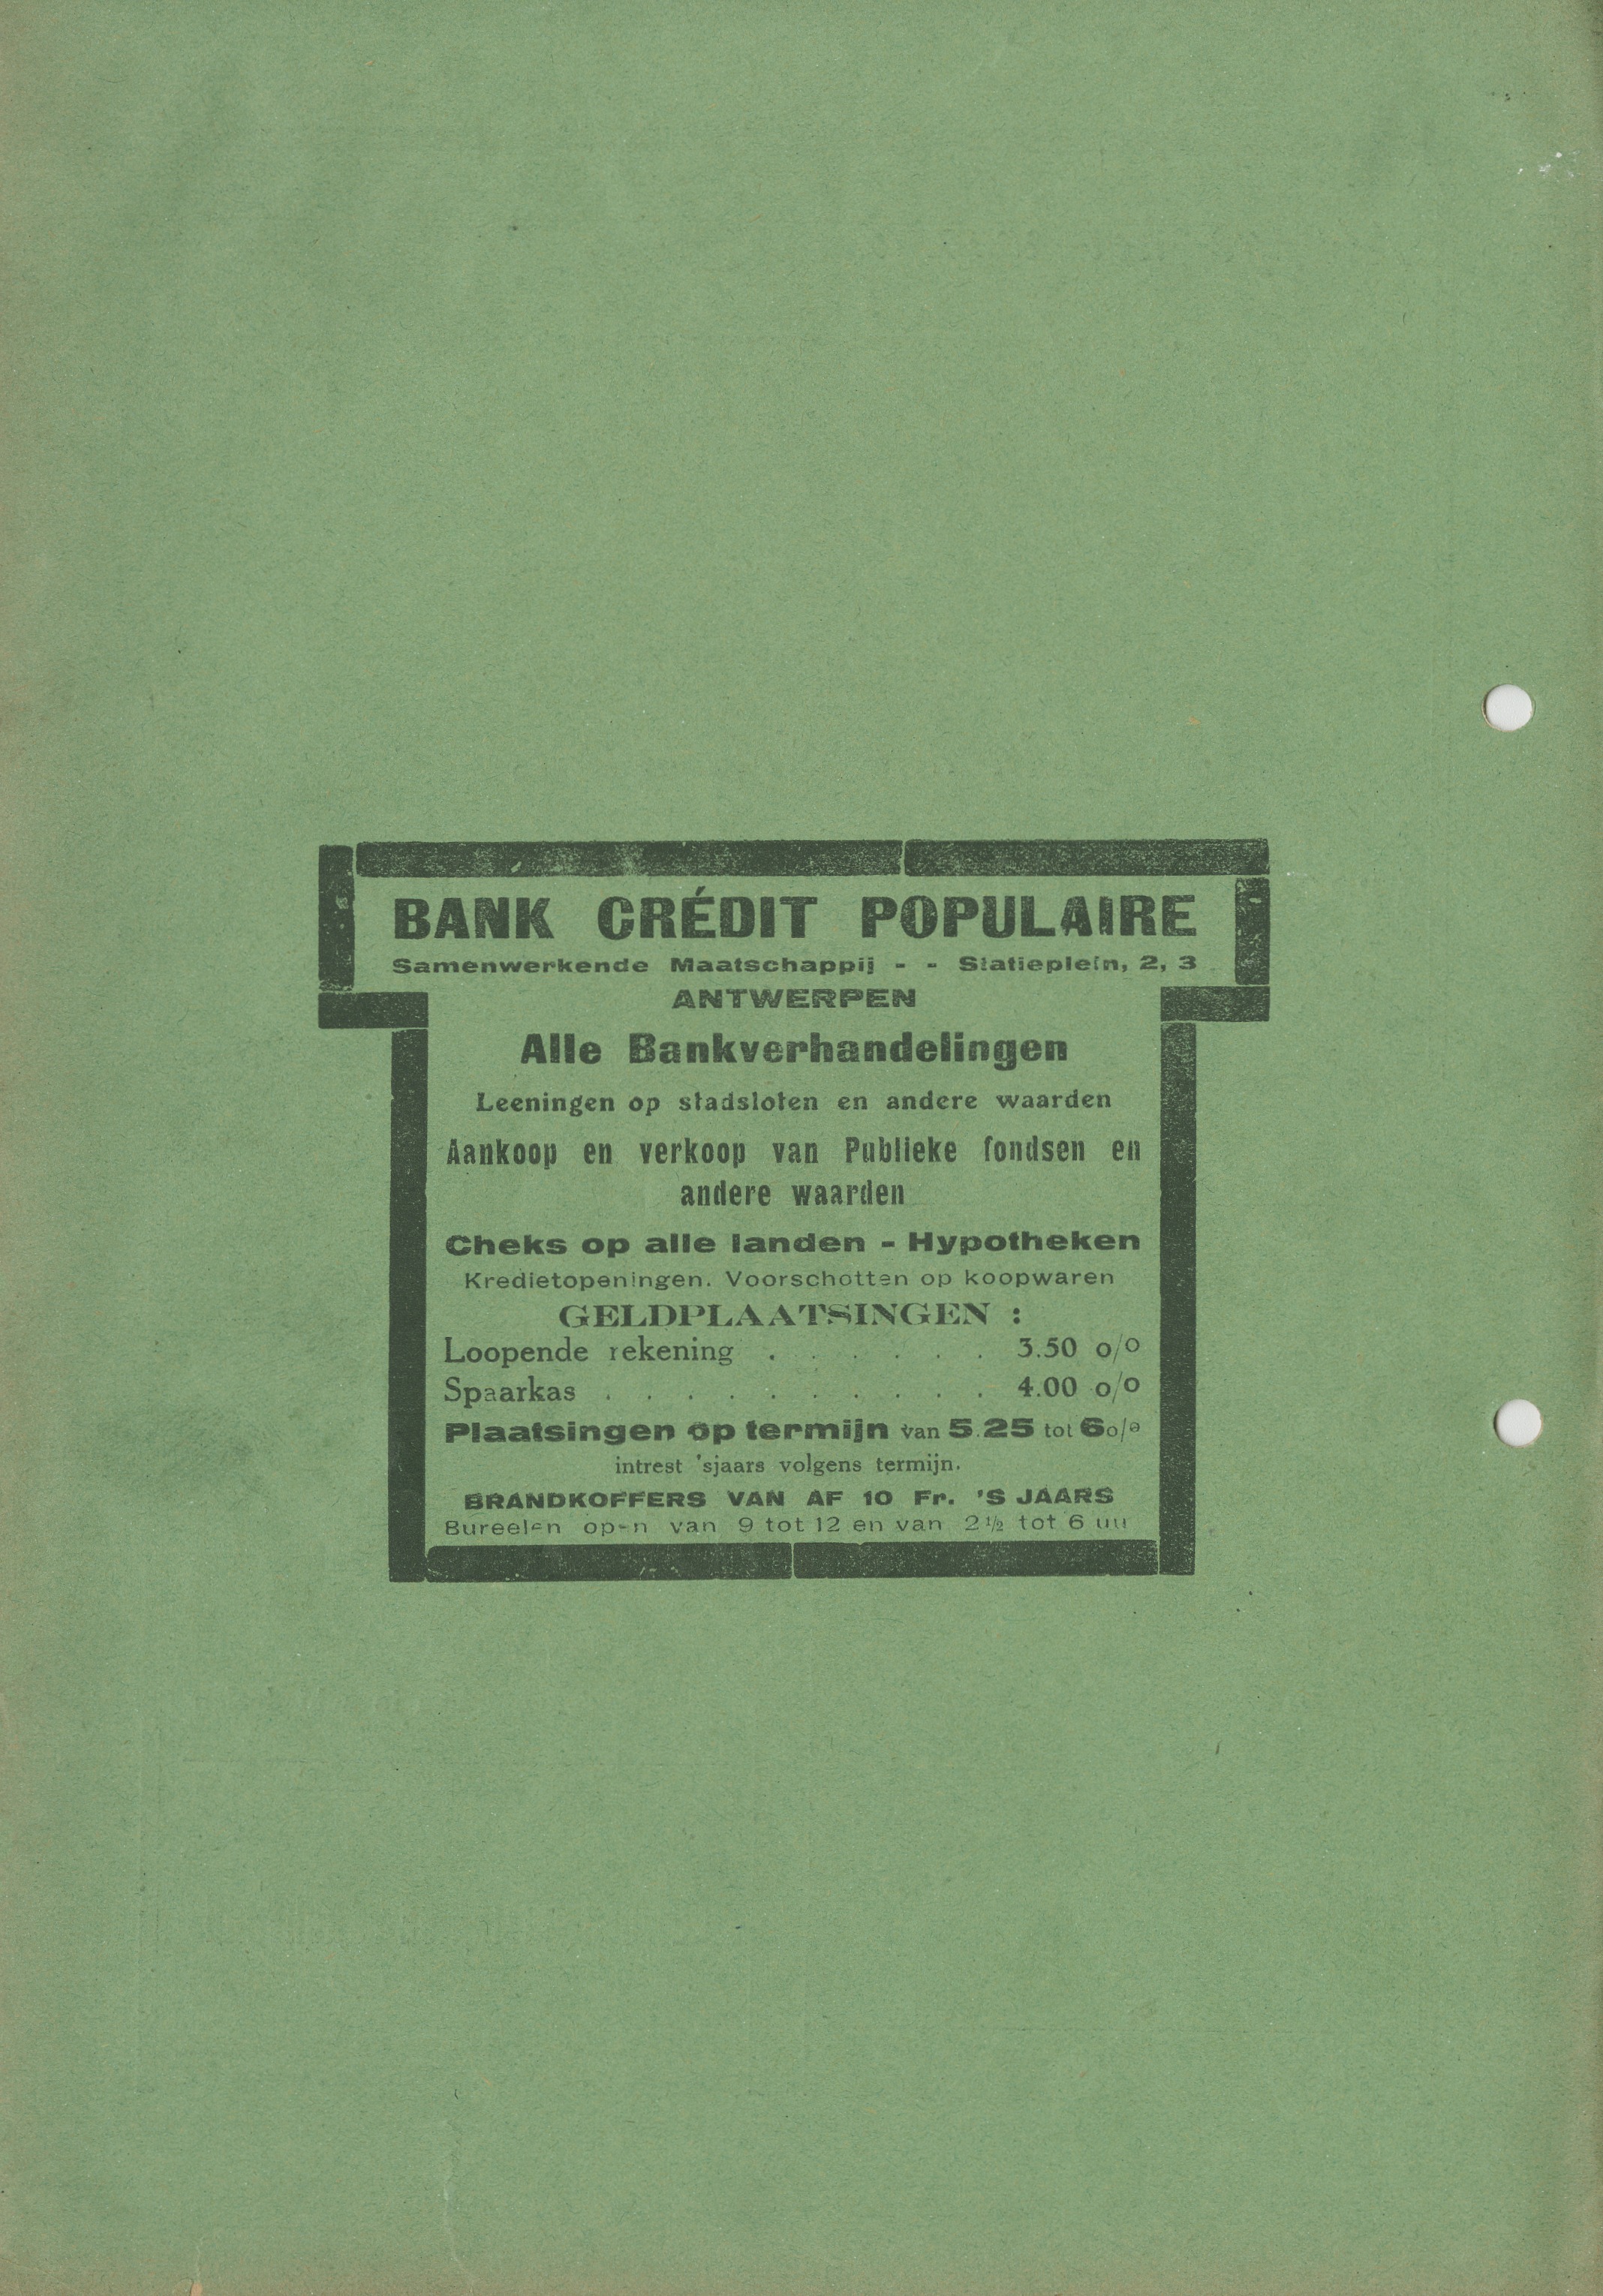 BANK CRÉDIT POPULAIRE
Samenwerkende Maatschappij - - Statieplein, 2, 3
ANTWERPEN
Alle Bankverhandelingen
Leeningen op stadsloten en andere waarden
Aankoop en verkoop van Publieke fondsen en
andere waarden
Cheks op alle landen - Hypotheken
Kredietopeningen. Voorschotten op koopwaren
GELDPLAATSINGEN :
Loopende rekening . . . . . . 3.50 o/o
Spaarkas . . . . . . . . . . 4.00 o/o
Plaatsingen op termijn van 5.25 tot 6 o/o
intrest 'sjaars volgens termijn.
BRANDKOFFERS VAN AF 10 Fr. 'S JAARS
Bureelen open van 9 tot 12 en van 2 1/2 tot 6 uu